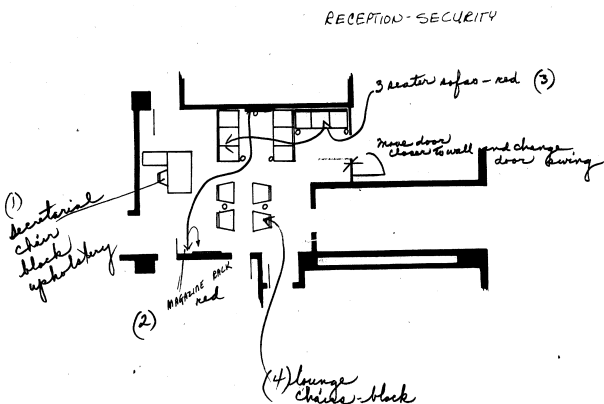 RECEPTION-SECURITY
3 seater sofas-red (3)
Move door
closer to wall and change
door swing
(1)
Secretarial
chair
black
upholstery
MAGAZINE RACK
red
(2)
(4) lounge
chairs-black